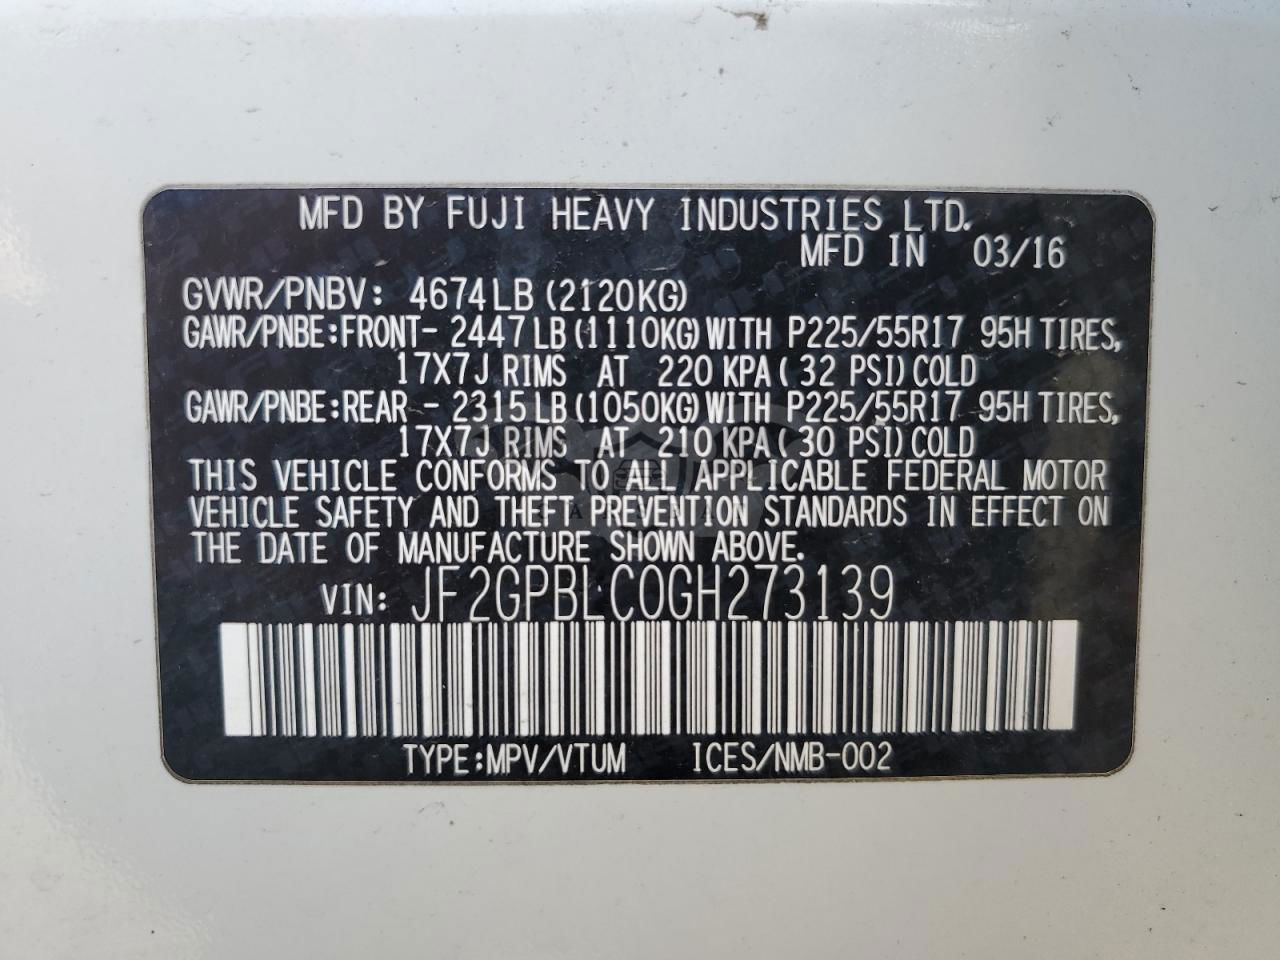 MFD BY FUJI HEAVY INDUSTRIES LTD.
MFD IN 03/16
GVWR/PNBV: 4674LB (2120KG)
GAWR/PNBE:FRONT- 2447LB (1110KG) WITH P225/55R17 95H TIRES,
17X7J RIMS AT 220 KPA ( 32 PSI) COLD
GAWR/PNBE:REAR - 2315LB (1050KG) WITH P225/55R17 95H TIRES,
17X7J RIMS AT 210 KPA ( 30 PSI) COLD
THIS VEHICLE CONFORMS TO ALL APPLICABLE FEDERAL MOTOR
VEHICLE SAFETY AND THEFT PREVENTION STANDARDS IN EFFECT ON
THE DATE OF MANUFACTURE SHOWN ABOVE.
VIN: JF2GPBLC0GH273139
TYPE:MPV/VTUM ICES/NMB-002